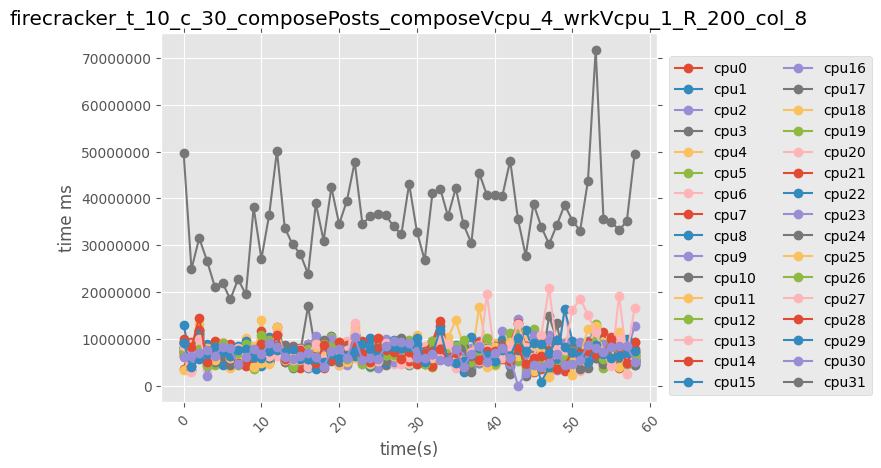 firecracker_t_10_c_30_composePosts_composeVcpu_4_wrkVcpu_1_R_200_col_8
time ms
70000000
60000000
50000000
40000000
30000000
20000000
10000000
0
0
10
20
30
40
50
60
time(s)
cpu0
cpu1
cpu2
cpu3
cpu4
cpu5
cpu6
cpu7
cpu8
cpu9
cpu10
cpu11
cpu12
cpu13
cpu14
cpu15
cpu16
cpu17
cpu18
cpu19
cpu20
cpu21
cpu22
cpu23
cpu24
cpu25
cpu26
cpu27
cpu28
cpu29
cpu30
cpu31